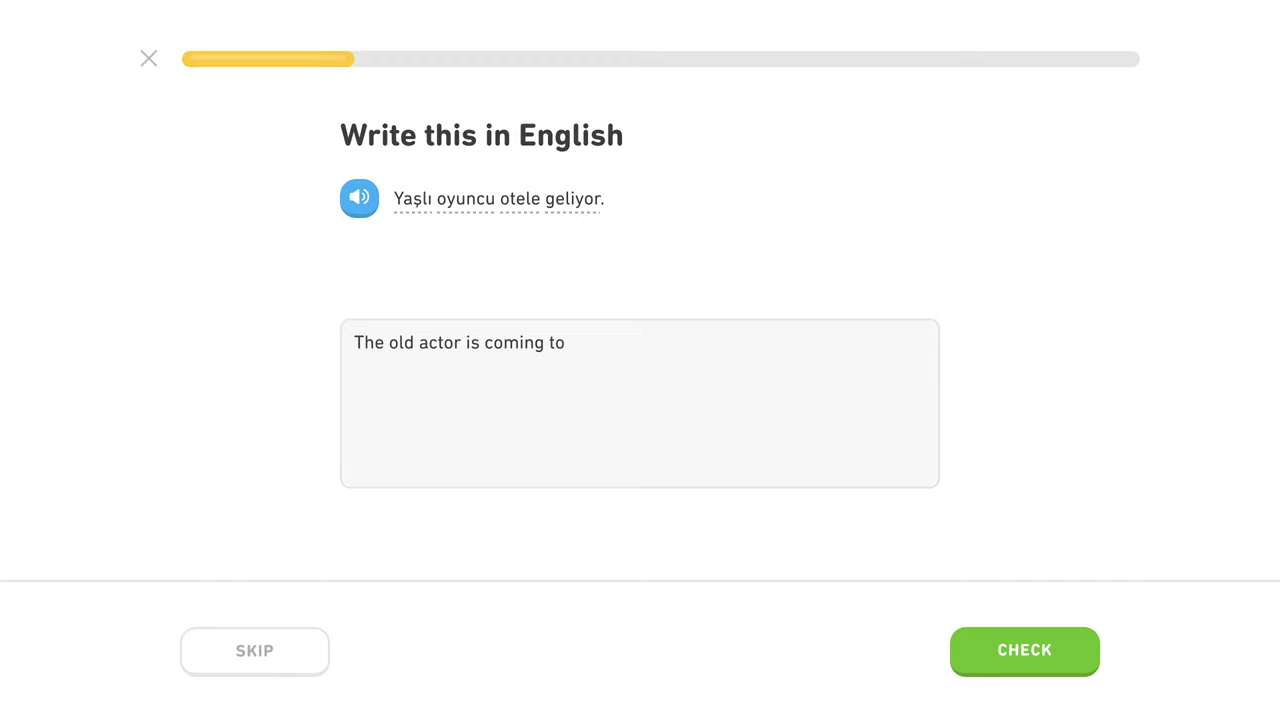 Write this in English
Yaşlı oyuncu otele geliyor.
The old actor is coming to
SKIP
CHECK